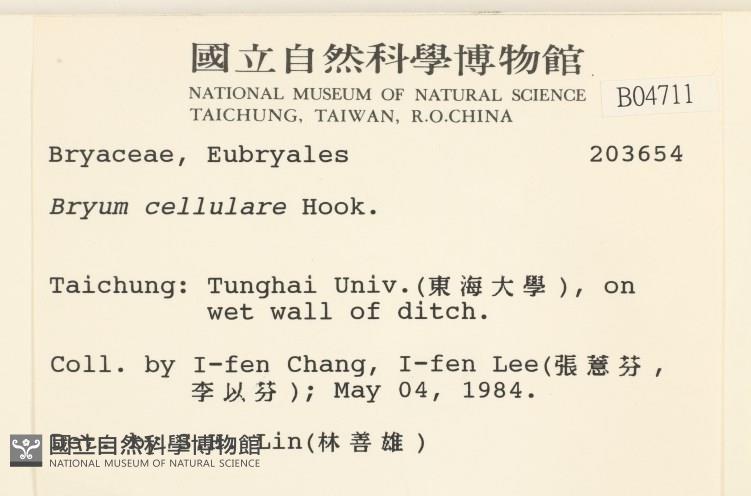 國立自然科學博物館
NATIONAL MUSEUM OF NATURAL SCIENCE
TAICHUNG, TAIWAN, R.O.CHINA
B04711
Bryaceae, Eubryales 203654
Bryum cellulare Hook.
Taichung: Tunghai Univ.(東海大學), on
wet wall of ditch.
Coll. by I-fen Chang, I-fen Lee(張薏芬,
李以芬); May 04, 1984.
Det. by S.H. Lin(林善雄)
國立自然科學博物館
NATIONAL MUSEUM OF NATURAL SCIENCE